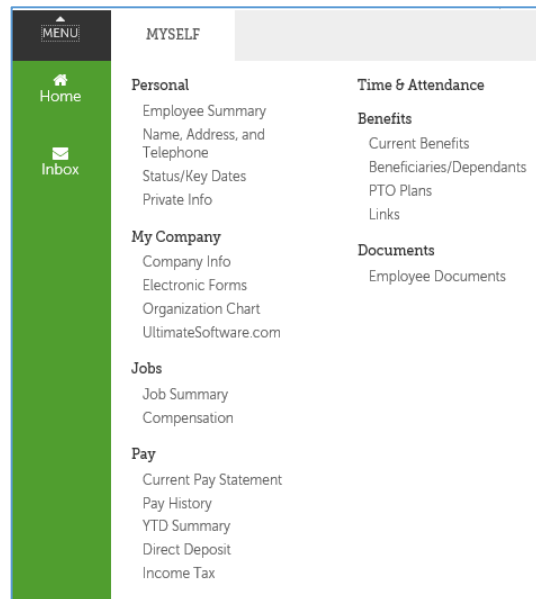 MENU
MYSELF
Home
Inbox
Personal
Employee Summary
Name, Address, and
Telephone
Status/Key Dates
Private Info
My Company
Company Info
Electronic Forms
Organization Chart
UltimateSoftware.com
Jobs
Job Summary
Compensation
Pay
Current Pay Statement
Pay History
YTD Summary
Direct Deposit
Income Tax
Time & Attendance
Benefits
Current Benefits
Beneficiaries/Dependants
PTO Plans
Links
Documents
Employee Documents